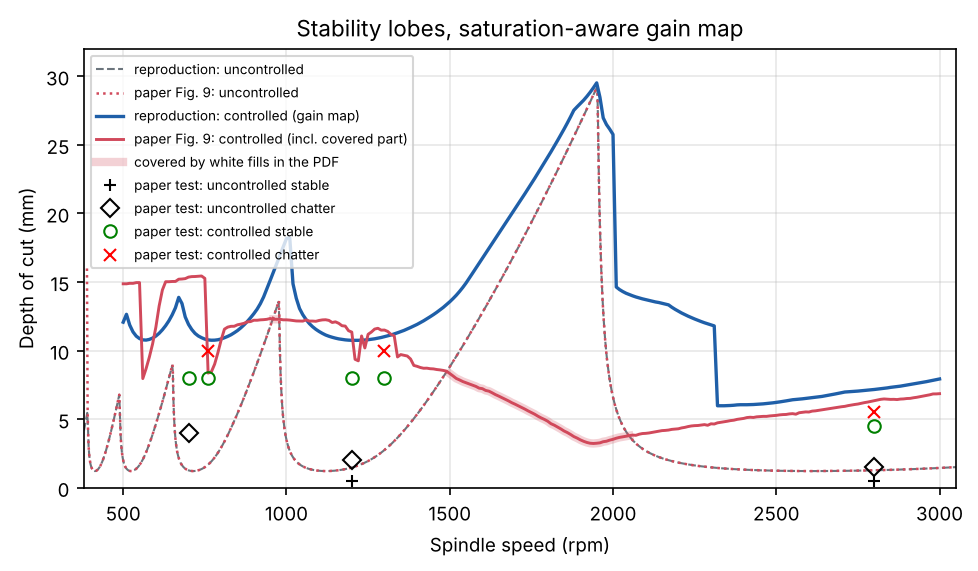 Stability lobes, saturation-aware gain map
Depth of cut (mm)
30
25
20
15
10
5
0
reproduction: uncontrolled
paper Fig. 9: uncontrolled
reproduction: controlled (gain map)
paper Fig. 9: controlled (incl. covered part)
covered by white fills in the PDF
paper test: uncontrolled stable
paper test: uncontrolled chatter
paper test: controlled stable
paper test: controlled chatter
500
1000
1500
2000
2500
3000
Spindle speed (rpm)